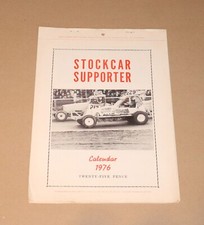 STOCKCAR
SUPPORTER
Calendar
1976
TWENTY-FIVE PENCE